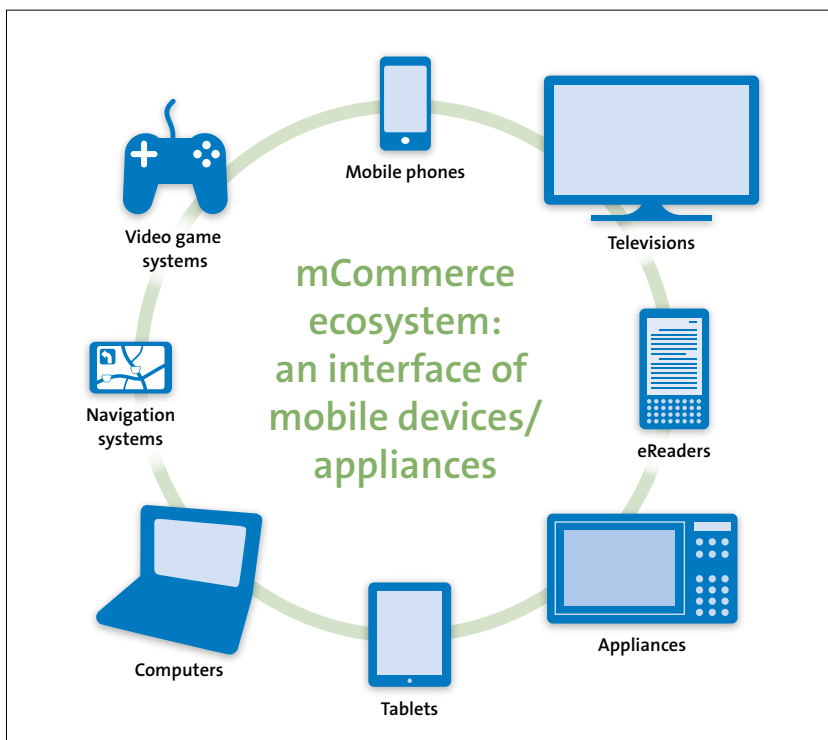 Mobile phones
Televisions
Video game
systems
mCommerce
ecosystem:
an interface of
mobile devices/
appliances
Navigation
systems
eReaders
Computers
Appliances
Tablets